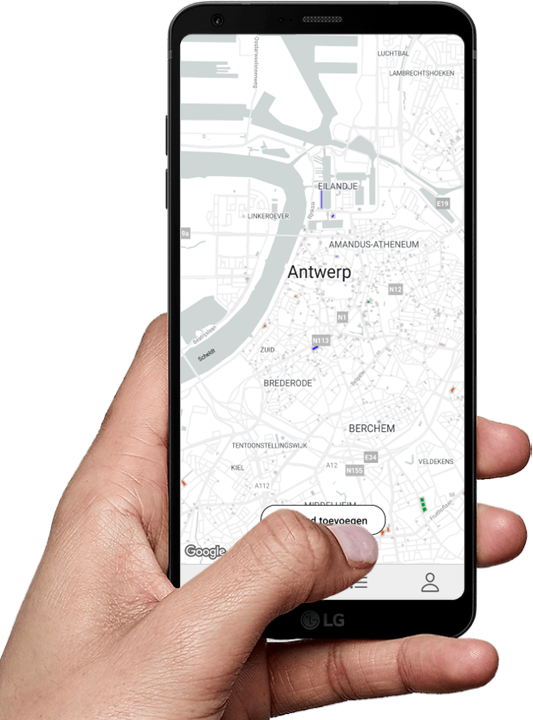 LUCHTBAL
LAMBRECHTSHOEKEN
EILANDJE
E19
LINKEROEVER
AMANDUS-ATHENEUM
Antwerp
N12
N1
N113
ZUID
Schelde
BREDERODE
BERCHEM
TENTOONSTELLINGSWIJK
E34
VELDEKENS
KIEL
A12
N155
A112
MIDDELHEIM
toevoegen
Fruithoflaan
Google
LG